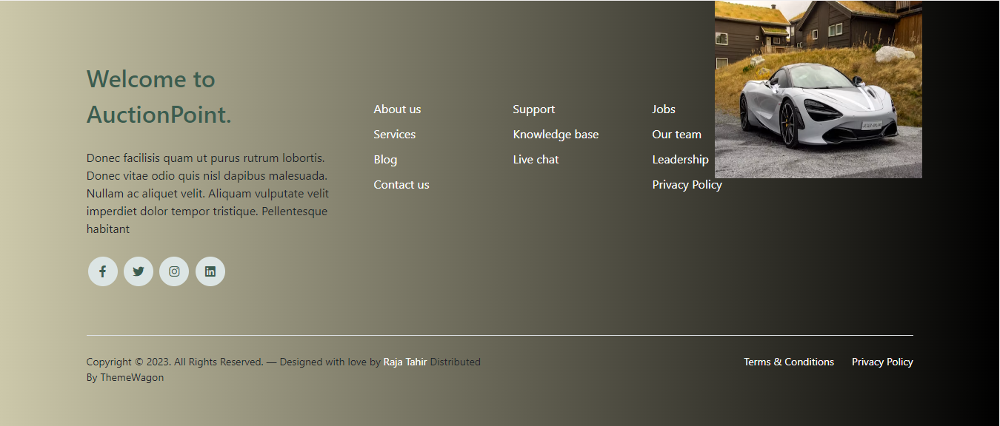 Welcome to
AuctionPoint.
Donec facilisis quam ut purus rutrum lobortis.
Donec vitae odio quis nisl dapibus malesuada.
Nullam ac aliquet velit. Aliquam vulputate velit
imperdiet dolor tempor tristique. Pellentesque
habitant
About us
Services
Blog
Contact us
Support
Knowledge base
Live chat
Jobs
Our team
Leadership
Privacy Policy
Copyright © 2023. All Rights Reserved. — Designed with love by Raja Tahir Distributed
By ThemeWagon
Terms & Conditions Privacy Policy